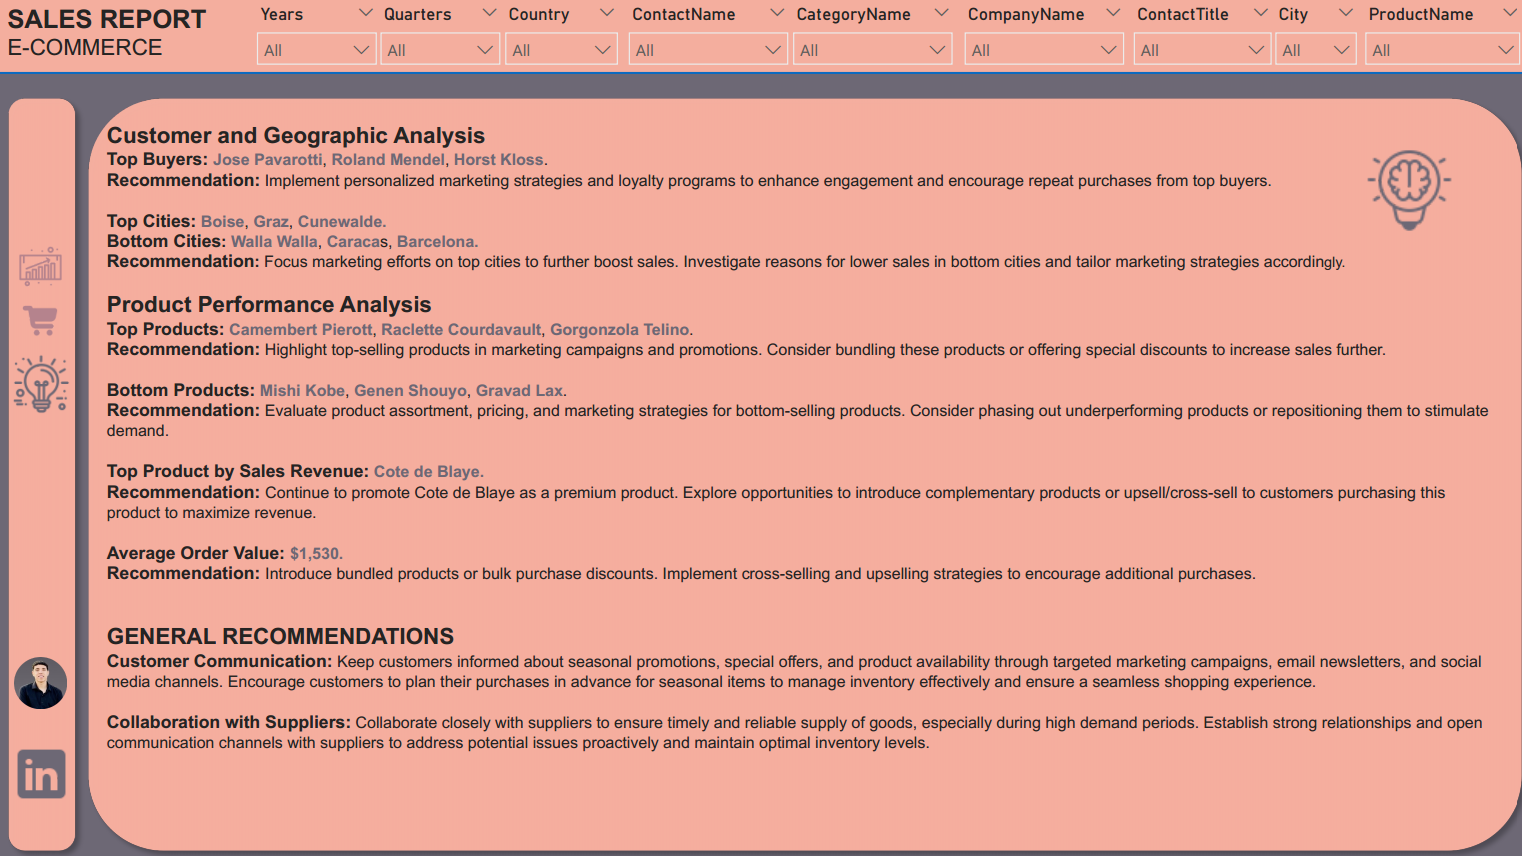 SALES REPORT
E-COMMERCE
Years Quarters Country ContactName CategoryName CompanyName ContactTitle City ProductName
All All All All All All All All All
Customer and Geographic Analysis
Top Buyers: Jose Pavarotti, Roland Mendel, Horst Kloss.
Recommendation: Implement personalized marketing strategies and loyalty programs to enhance engagement and encourage repeat purchases from top buyers.
Top Cities: Boise, Graz, Cunewalde.
Bottom Cities: Walla Walla, Caracas, Barcelona.
Recommendation: Focus marketing efforts on top cities to further boost sales. Investigate reasons for lower sales in bottom cities and tailor marketing strategies accordingly.
Product Performance Analysis
Top Products: Camembert Pierott, Raclette Courdavault, Gorgonzola Telino.
Recommendation: Highlight top-selling products in marketing campaigns and promotions. Consider bundling these products or offering special discounts to increase sales further.
Bottom Products: Mishi Kobe, Genen Shouyo, Gravad Lax.
Recommendation: Evaluate product assortment, pricing, and marketing strategies for bottom-selling products. Consider phasing out underperforming products or repositioning them to stimulate
demand.
Top Product by Sales Revenue: Cote de Blaye.
Recommendation: Continue to promote Cote de Blaye as a premium product. Explore opportunities to introduce complementary products or upsell/cross-sell to customers purchasing this
product to maximize revenue.
Average Order Value: $1,530.
Recommendation: Introduce bundled products or bulk purchase discounts. Implement cross-selling and upselling strategies to encourage additional purchases.
GENERAL RECOMMENDATIONS
Customer Communication: Keep customers informed about seasonal promotions, special offers, and product availability through targeted marketing campaigns, email newsletters, and social
media channels. Encourage customers to plan their purchases in advance for seasonal items to manage inventory effectively and ensure a seamless shopping experience.
Collaboration with Suppliers: Collaborate closely with suppliers to ensure timely and reliable supply of goods, especially during high demand periods. Establish strong relationships and open
communication channels with suppliers to address potential issues proactively and maintain optimal inventory levels.
in